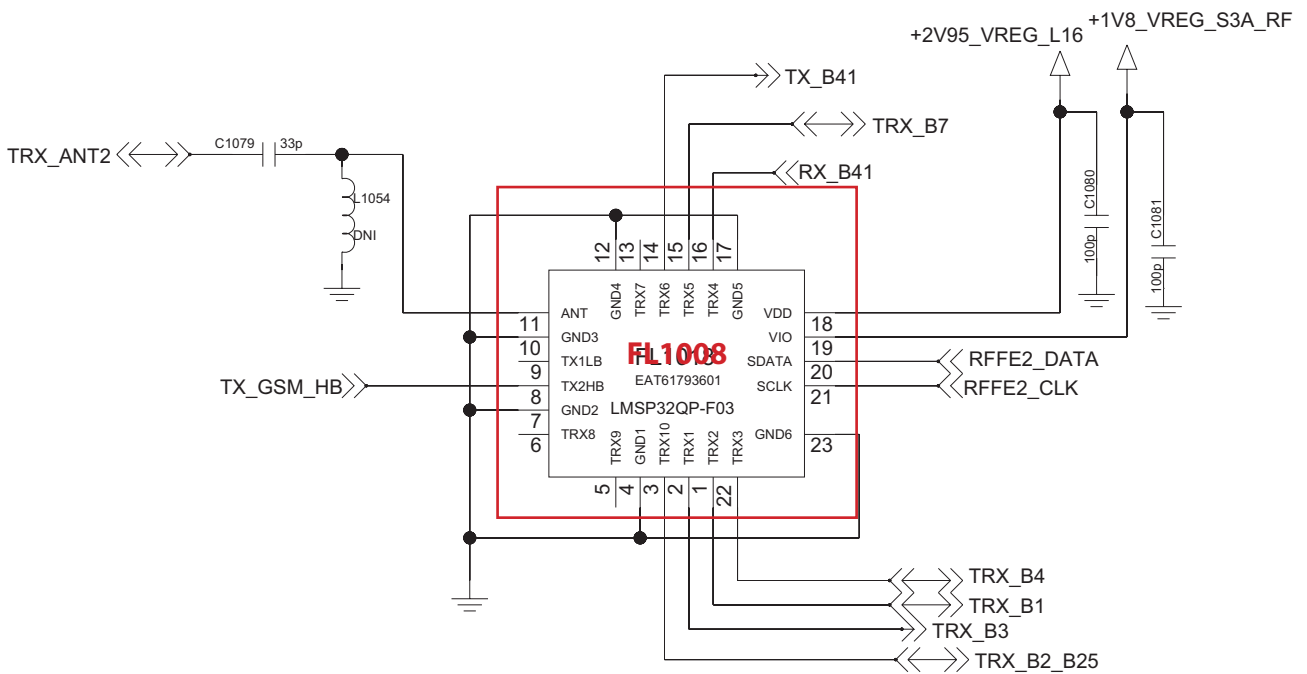 +2V95_VREG_L16
+1V8_VREG_S3A_RF
TX_B41
TRX_B7
RX_B41
TRX_ANT2
C1079
33p
L1054
DNI
C1080
100p
C1081
100p
12
13
14
15
16
17
GND4
TRX7
TRX6
TRX5
TRX4
GND5
ANT
11
GND3
10
TX1LB
9
TX2HB
8
GND2
7
TRX8
6
VDD
18
VIO
19
SDATA
20
SCLK
21
GND6
23
FL1008
EAT61793601
LMSP32QP-F03
TX_GSM_HB
RFFE2_DATA
RFFE2_CLK
TRX9
GND1
TRX10
TRX1
TRX2
TRX3
5
4
3
2
1
22
TRX_B4
TRX_B1
TRX_B3
TRX_B2_B25